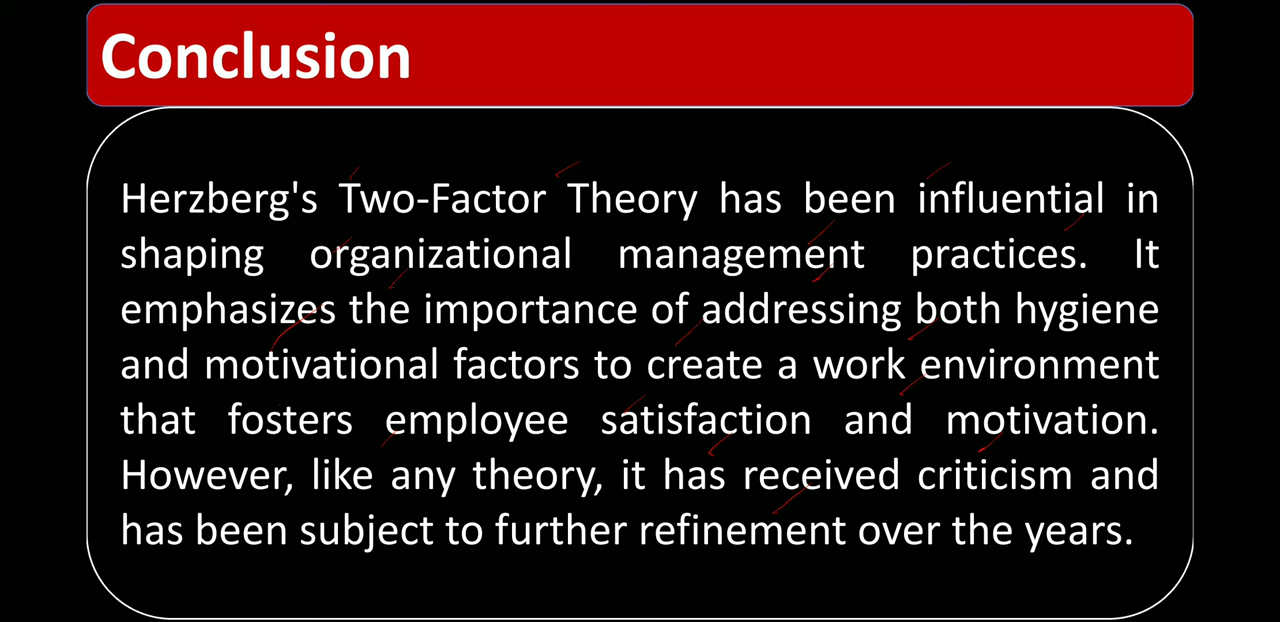 Conclusion
Herzberg's Two-Factor Theory has been influential in
shaping organizational management practices. It
emphasizes the importance of addressing both hygiene
and motivational factors to create a work environment
that fosters employee satisfaction and motivation.
However, like any theory, it has received criticism and
has been subject to further refinement over the years.